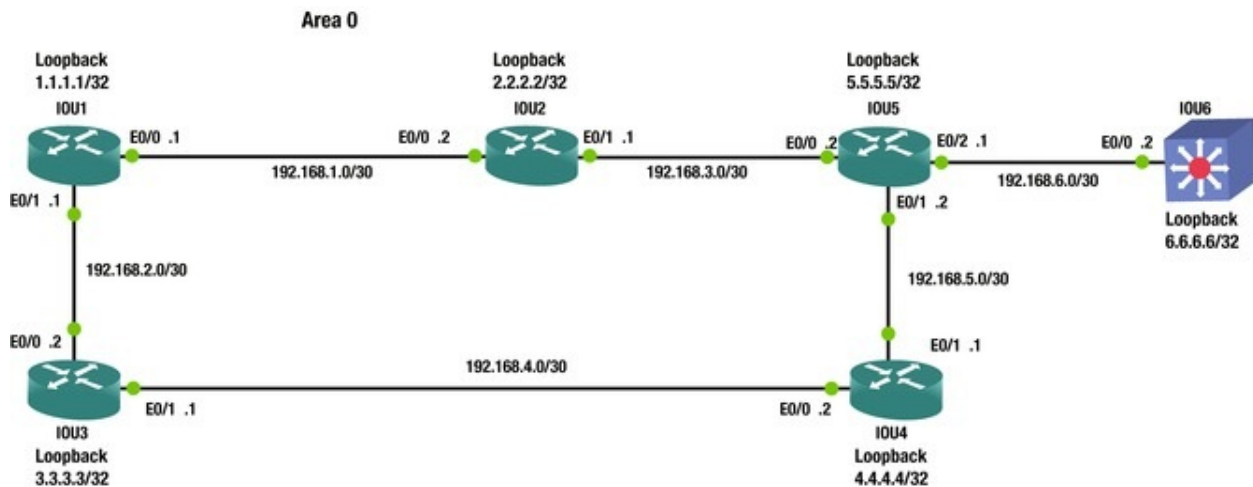 Area 0
Loopback
1.1.1.1/32
IOU1
Loopback
2.2.2.2/32
IOU2
Loopback
5.5.5.5/32
IOU5
IOU6
E0/0 .1
E0/0 .2
E0/1 .1
E0/0 .2
E0/2 .1
E0/0 .2
192.168.1.0/30
192.168.3.0/30
192.168.6.0/30
E0/1 .1
E0/1 .2
Loopback
6.6.6.6/32
192.168.2.0/30
192.168.5.0/30
E0/0 .2
E0/1 .1
192.168.4.0/30
E0/1 .1
E0/0 .2
IOU3
Loopback
3.3.3.3/32
IOU4
Loopback
4.4.4.4/32